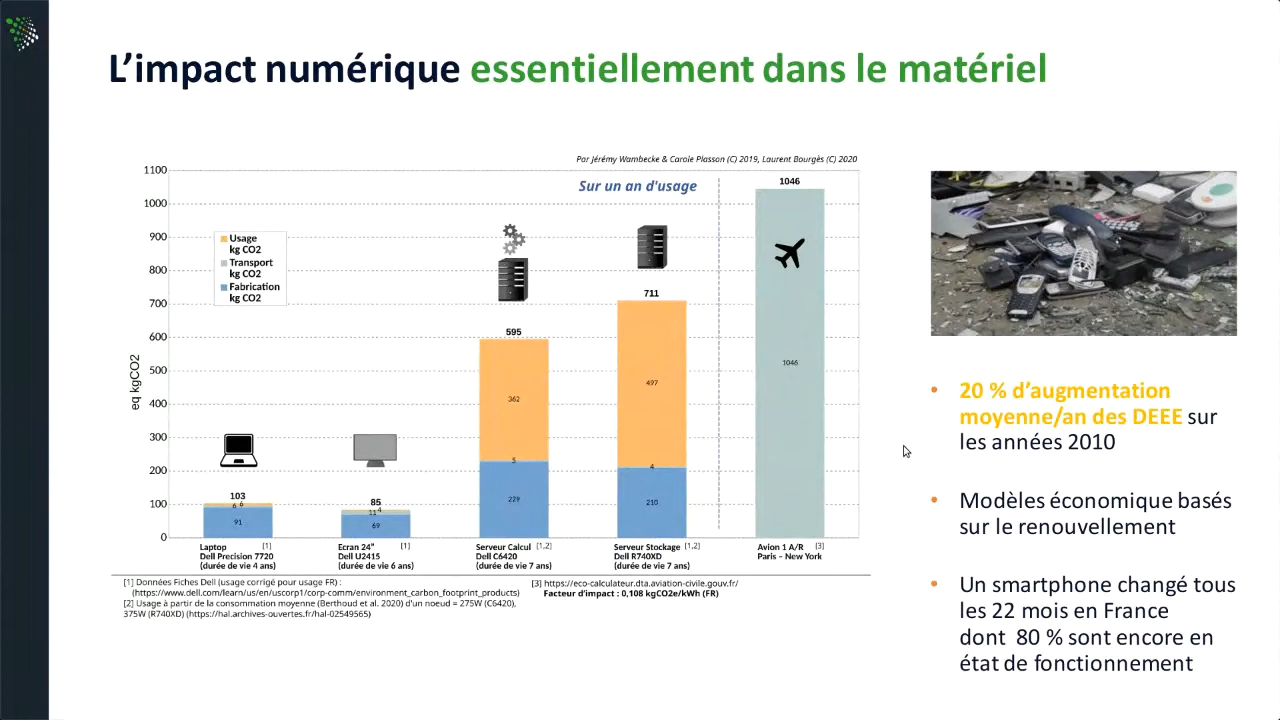 L’impact numérique essentiellement dans le matériel
Par Jérémy Wambecke & Carole Plasson (C) 2019, Laurent Bourgès (C) 2020
Sur un an d'usage
eq kgCO2
1100
1000
900
800
700
600
500
400
300
200
100
0
Usage
kg CO2
Transport
kg CO2
Fabrication
kg CO2
103
6 6
91
85
11 4
69
595
362
5
229
711
497
4
210
1046
1046
Laptop [1]
Dell Precision 7720
(durée de vie 4 ans)
Ecran 24" [1]
Dell U2415
(durée de vie 6 ans)
Serveur Calcul [1,2]
Dell C6420
(durée de vie 7 ans)
Serveur Stockage [1,2]
Dell R740XD
(durée de vie 7 ans)
Avion 1 A/R [3]
Paris – New York
[1] Données Fiches Dell (usage corrigé pour usage FR) :
(https://www.dell.com/learn/us/en/uscorp1/corp-comm/environment_carbon_footprint_products)
[2] Usage à partir de la consommation moyenne (Berthoud et al. 2020) d'un noeud = 275W (C6420),
375W (R740XD) (https://hal.archives-ouvertes.fr/hal-02549565)
[3] https://eco-calculateur.dta.aviation-civile.gouv.fr/
Facteur d’impact : 0,108 kgCO2e/kWh (FR)
• 20 % d’augmentation
moyenne/an des DEEE sur
les années 2010
• Modèles économique basés
sur le renouvellement
• Un smartphone changé tous
les 22 mois en France
dont 80 % sont encore en
état de fonctionnement